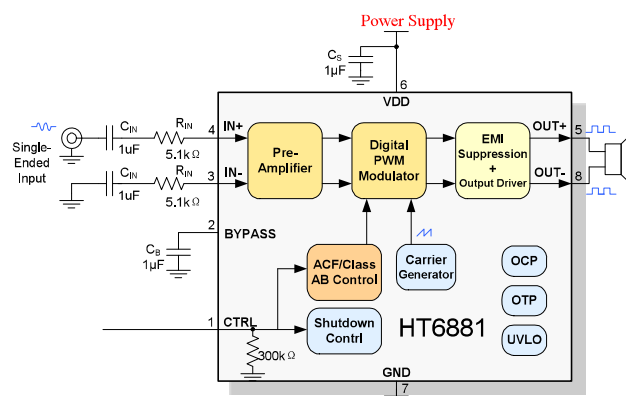 Power Supply
CS
1µF
6
VDD
CIN
RIN
4
IN+
1uF
5.1kΩ
Single-
Ended
Input
CIN
RIN
3
IN-
1uF
5.1kΩ
Pre-
Amplifier
Digital
PWM
Modulator
EMI
Suppression
+
Output Driver
OUT+
5
OUT-
8
2
BYPASS
CB
1µF
ACF/Class
AB Control
Carrier
Generator
OCP
OTP
UVLO
1
CTRL
300kΩ
Shutdown
Contrl
HT6881
GND
7